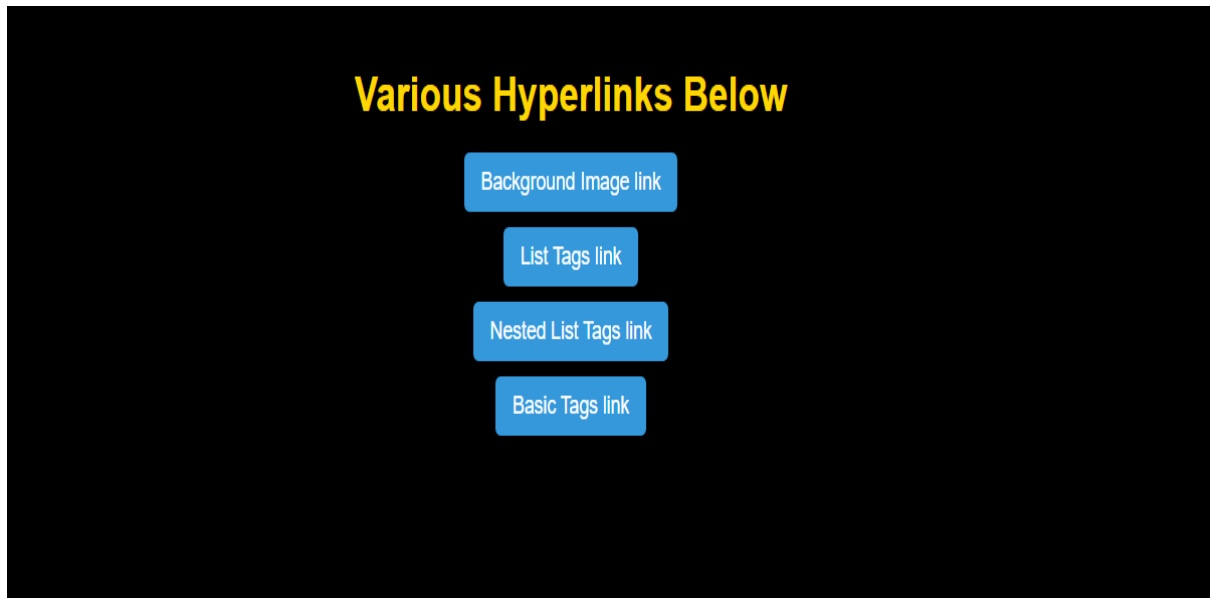 Various Hyperlinks Below
Background Image link
List Tags link
Nested List Tags link
Basic Tags link